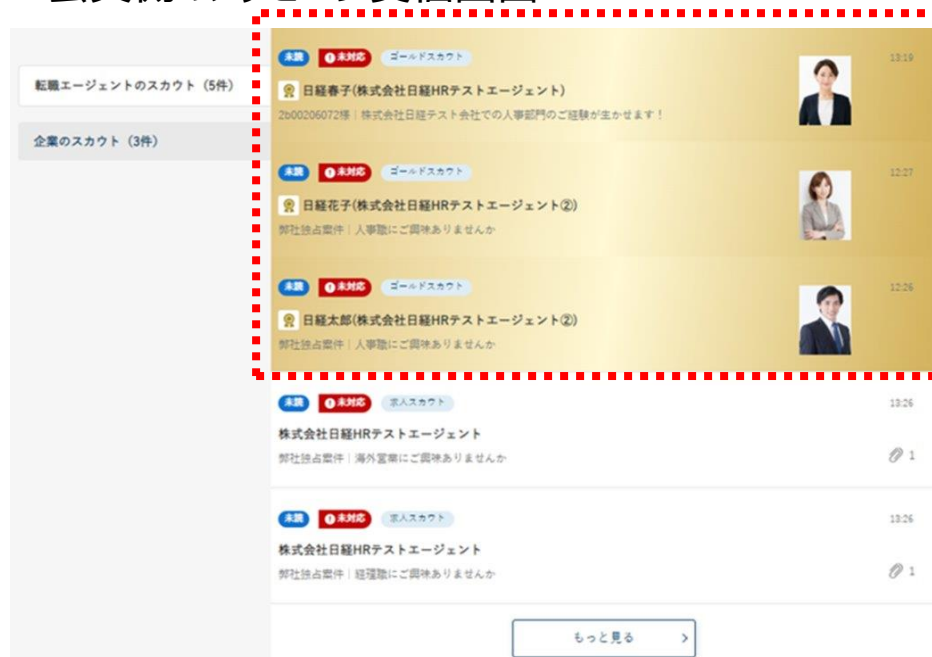 転職エージェントのスカウト（5件）
企業のスカウト（3件）
未読 未対応 ゴールドスカウト 13:19
日経春子(株式会社日経HRテストエージェント)
2b00206072様｜株式会社日経テスト会社での人事部門のご経験が生かせます！
未読 未対応 ゴールドスカウト 12:27
日経花子(株式会社日経HRテストエージェント②)
弊社独占案件｜人事職にご興味ありませんか
未読 未対応 ゴールドスカウト 12:26
日経太郎(株式会社日経HRテストエージェント②)
弊社独占案件｜人事職にご興味ありませんか
未読 未対応 求人スカウト 13:26
株式会社日経HRテストエージェント
弊社独占案件｜海外営業にご興味ありませんか
1
未読 未対応 求人スカウト 13:26
株式会社日経HRテストエージェント
弊社独占案件｜経理職にご興味ありませんか
1
もっと見る